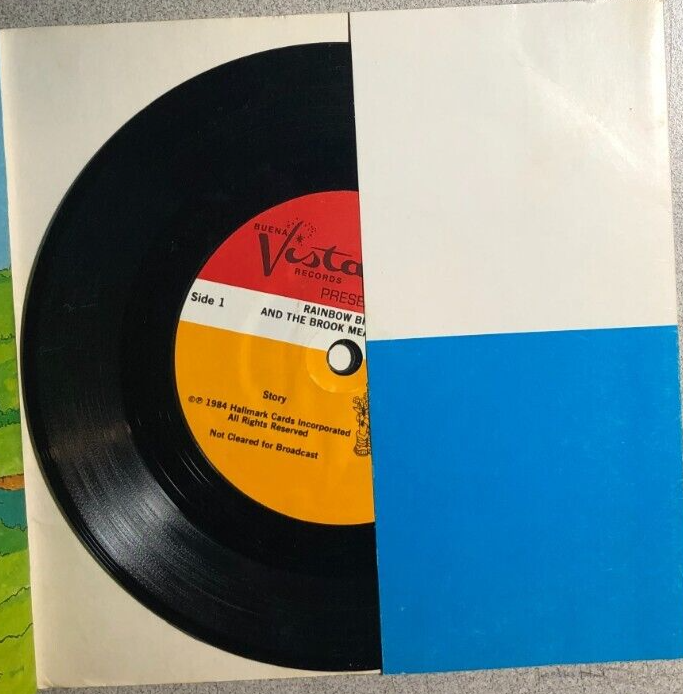 BUENA
Vista
RECORDS
PRESE
Side 1
RAINBOW B
AND THE BROOK MEA
Story
©℗ 1984 Hallmark Cards Incorporated
All Rights Reserved
Not Cleared for Broadcast